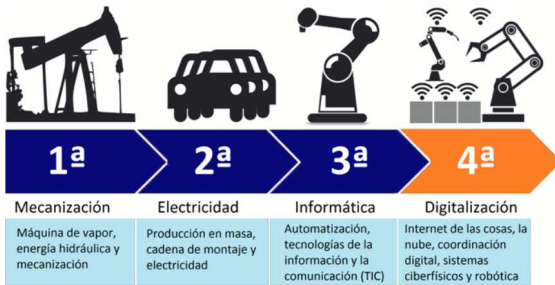 1ª
2ª
3ª
4ª
Mecanización
Electricidad
Informática
Digitalización
Máquina de vapor,
energía hidráulica y
mecanización
Producción en masa,
cadena de montaje y
electricidad
Automatización,
tecnologías de la
información y la
comunicación (TIC)
Internet de las cosas, la
nube, coordinación
digital, sistemas
ciberfísicos y robótica